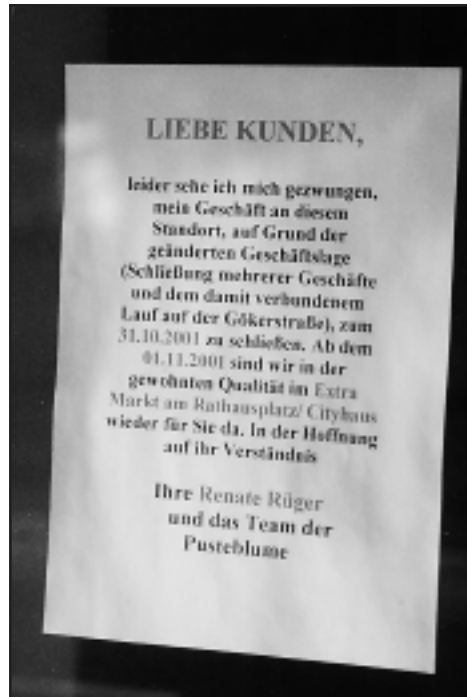 LIEBE KUNDEN,
leider sehe ich mich gezwungen,
mein Geschäft an diesem
Standort, auf Grund der
geänderten Geschäftslage
(Schließung mehrerer Geschäfte
und dem damit verbundenem
Lauf auf der Gökerstraße), zum
31.10.2001 zu schließen. Ab dem
01.11.2001 sind wir in der
gewohnten Qualität im Extra
Markt am Rathausplatz/ Cityhaus
wieder für Sie da. In der Hoffnung
auf ihr Verständnis
Ihre Renate Rüger
und das Team der
Pusteblume